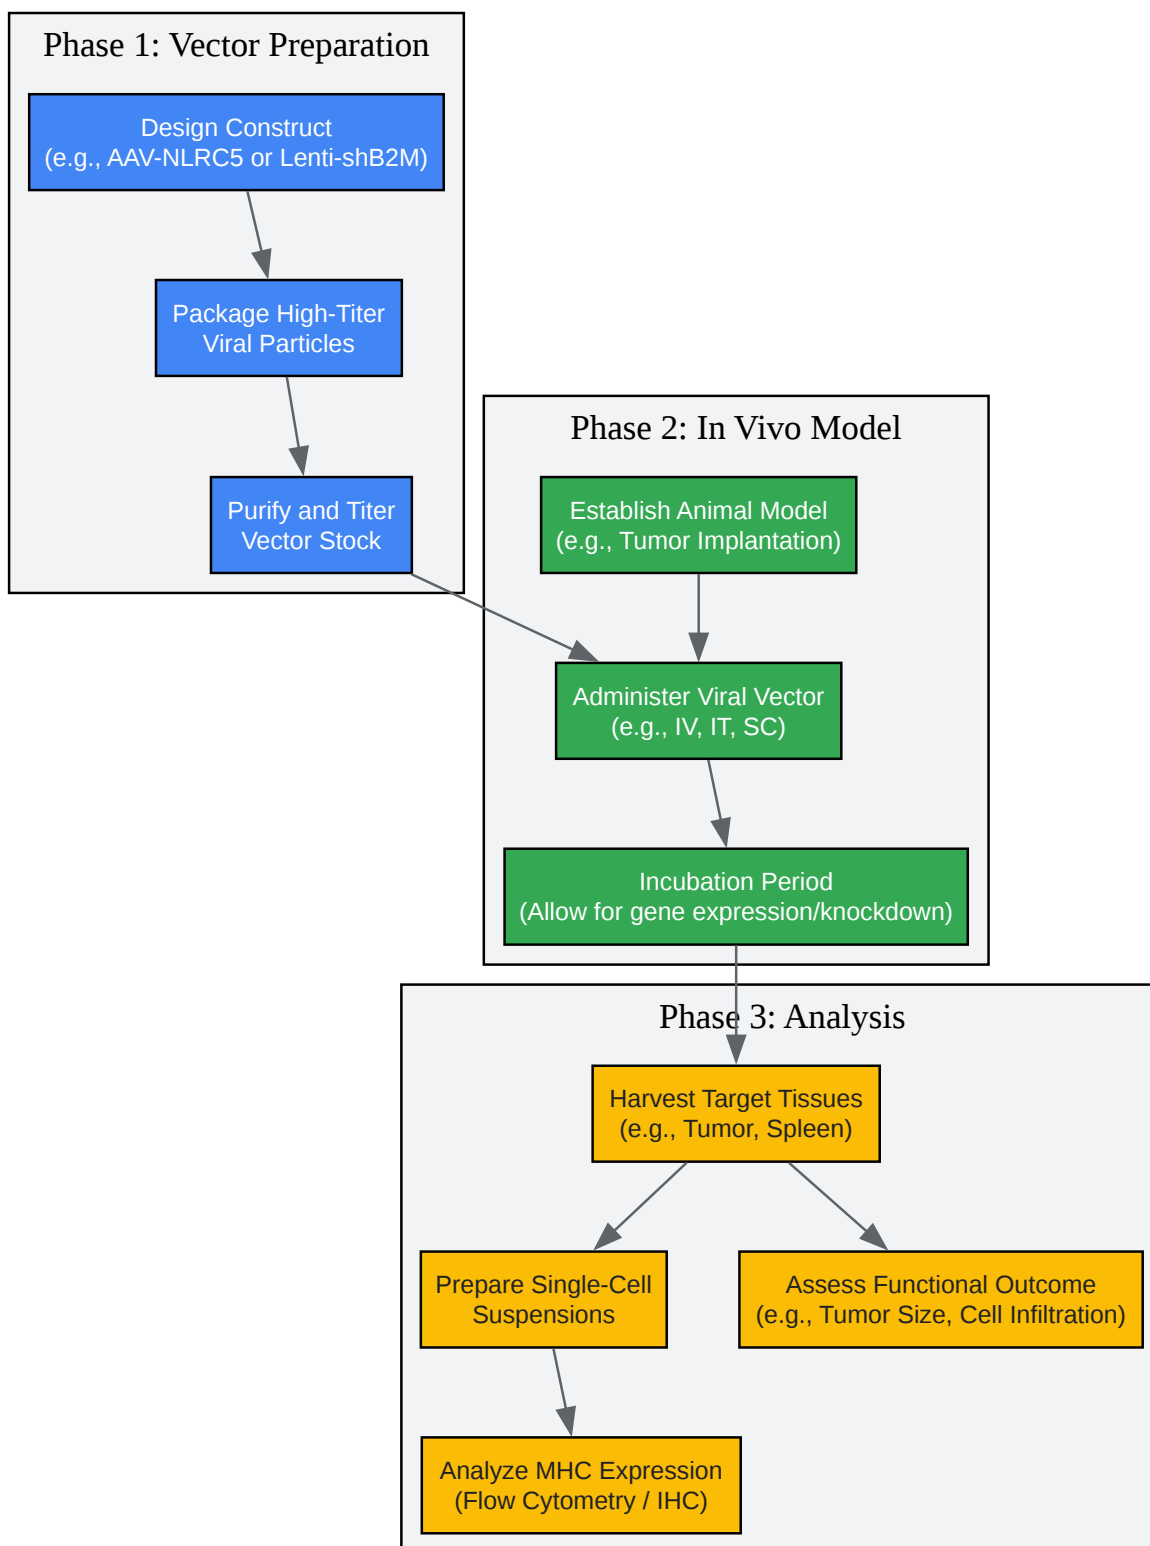 Phase 1: Vector Preparation
Design Construct
(e.g., AAV-NLRC5 or Lenti-shB2M)
Package High-Titer
Viral Particles
Purify and Titer
Vector Stock
Phase 2: In Vivo Model
Establish Animal Model
(e.g., Tumor Implantation)
Administer Viral Vector
(e.g., IV, IT, SC)
Incubation Period
(Allow for gene expression/knockdown)
Phase 3: Analysis
Harvest Target Tissues
(e.g., Tumor, Spleen)
Prepare Single-Cell
Suspensions
Assess Functional Outcome
(e.g., Tumor Size, Cell Infiltration)
Analyze MHC Expression
(Flow Cytometry / IHC)